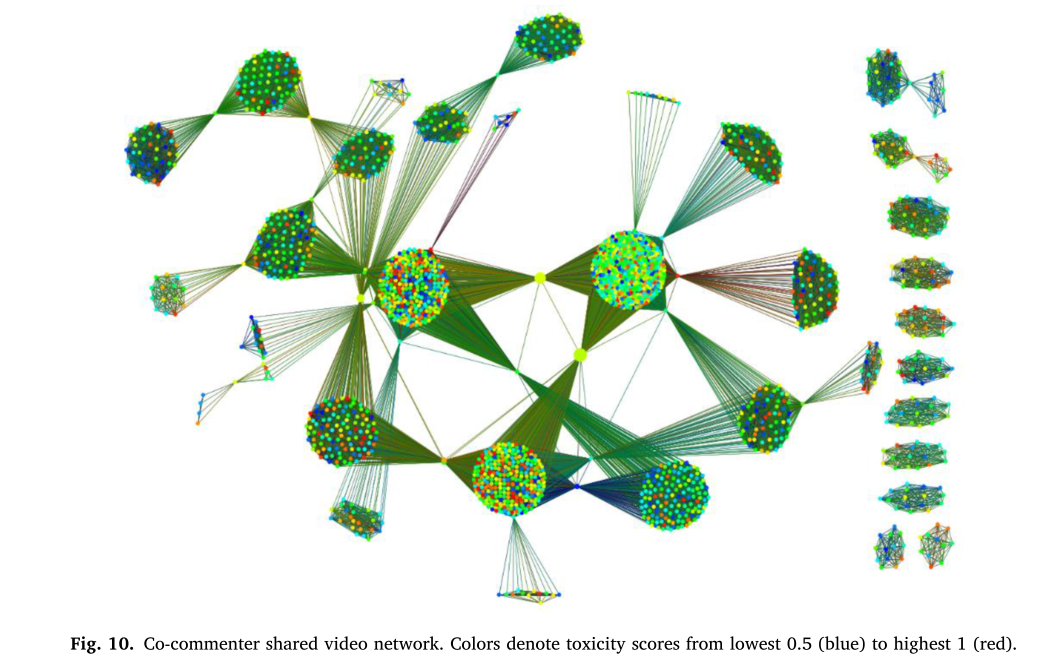 Fig. 10. Co-commenter shared video network. Colors denote toxicity scores from lowest 0.5 (blue) to highest 1 (red).